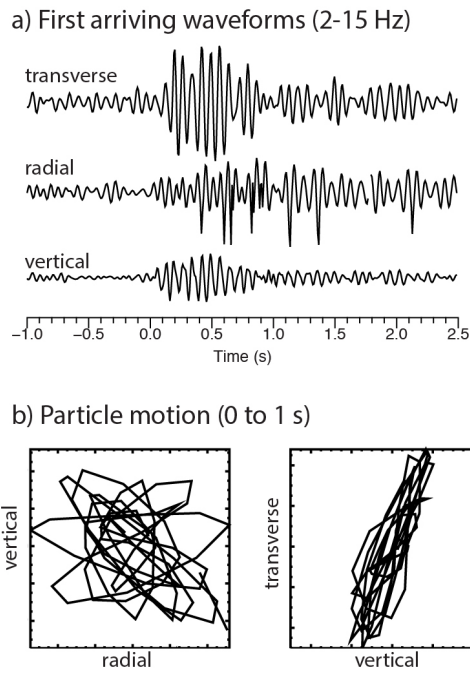 a) First arriving waveforms (2-15 Hz)
transverse
radial
vertical
−1.0 −0.5 0.0 0.5 1.0 1.5 2.0 2.5
Time (s)
b) Particle motion (0 to 1 s)
vertical
radial
transverse
vertical